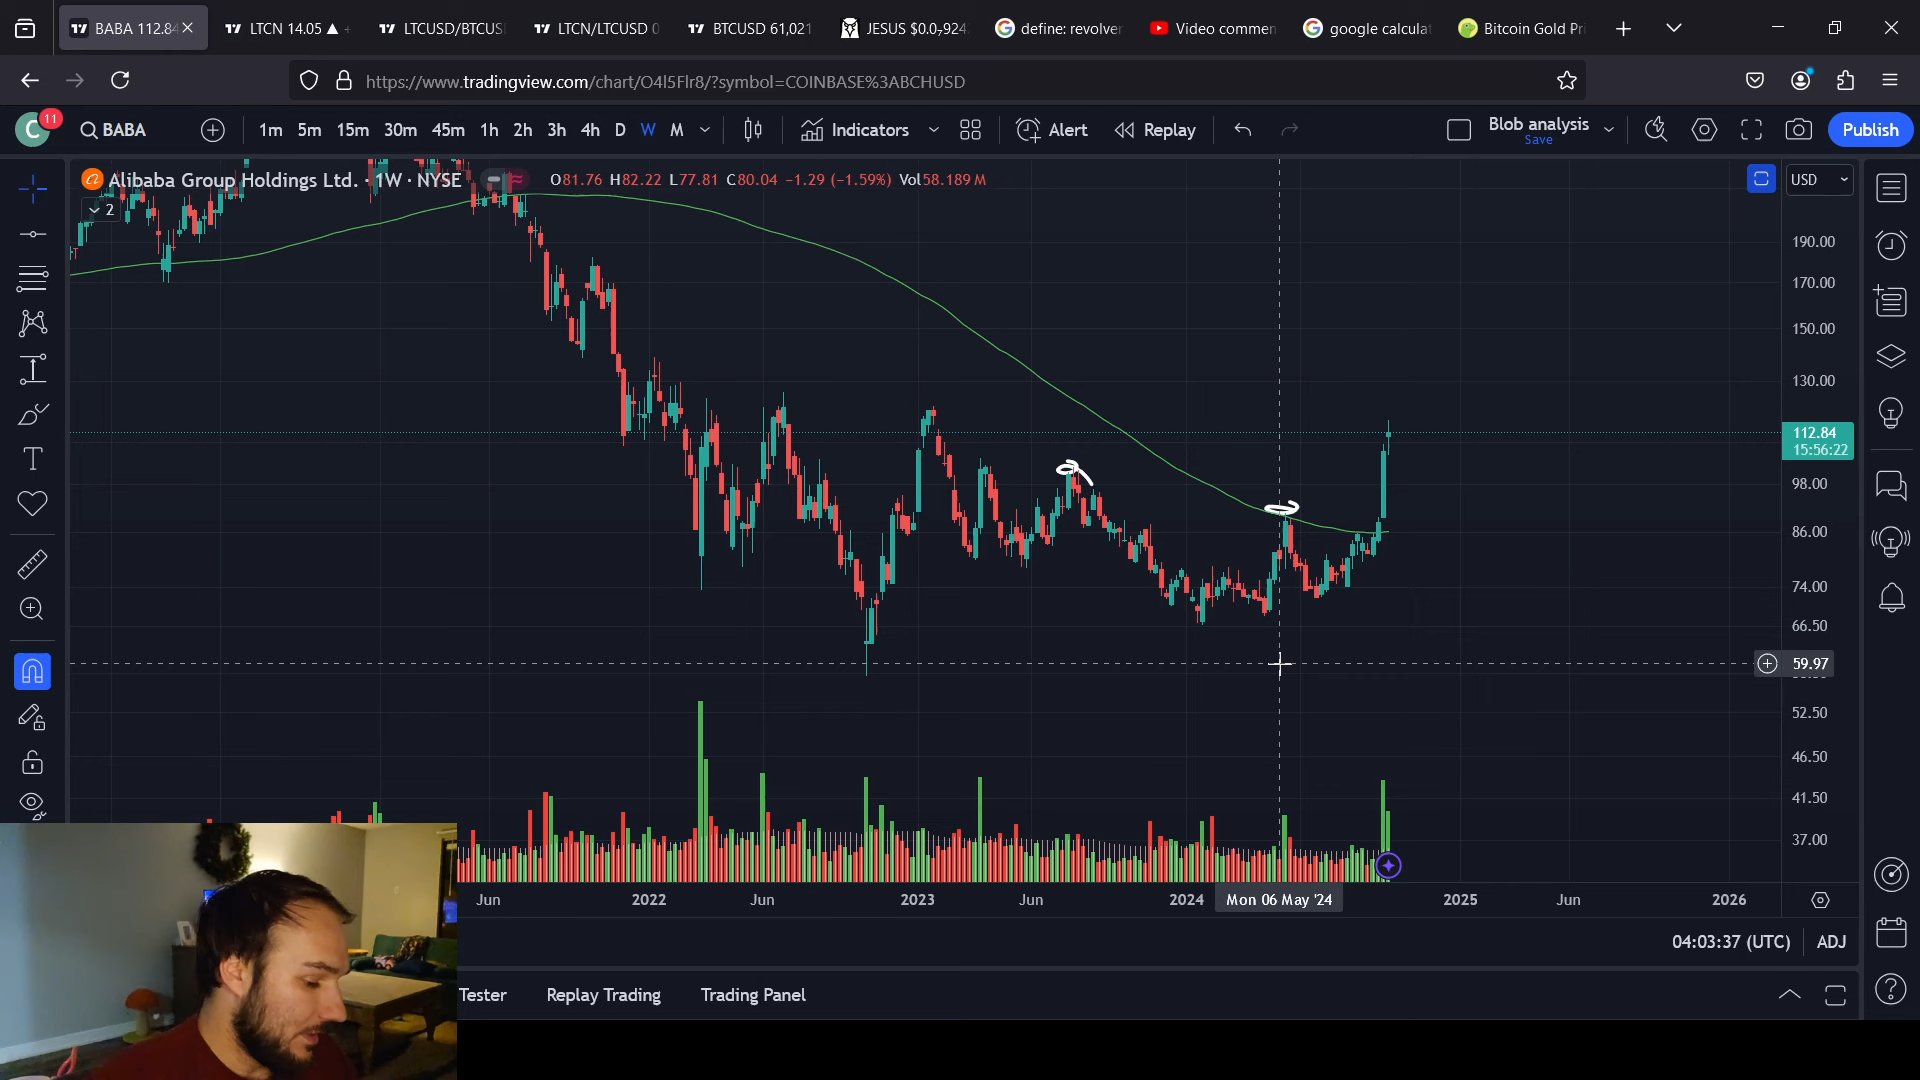 BABA 112.84
LTCN 14.05 ▲ +
LTCUSD/BTCUS
LTCN/LTCUSD 0
BTCUSD 61,021
JESUS $0.0₇924
define: revolver
Video commen
google calculat
Bitcoin Gold Pri
https://www.tradingview.com/chart/O4l5Flr8/?symbol=COINBASE%3ABCHUSD
C 11 BABA 1m 5m 15m 30m 45m 1h 2h 3h 4h D W M Indicators Alert Replay Blob analysis Publish
Save
Alibaba Group Holdings Ltd. · 1W · NYSE O81.76 H82.22 L77.81 C80.04 −1.29 (−1.59%) Vol58.189 M USD
2
190.00
170.00
150.00
130.00
112.84
15:56:22
98.00
86.00
74.00
66.50
59.97
52.50
46.50
41.50
37.00
Jun 2022 Jun 2023 Jun 2024 Mon 06 May '24 2025 Jun 2026
04:03:37 (UTC) ADJ
Tester Replay Trading Trading Panel